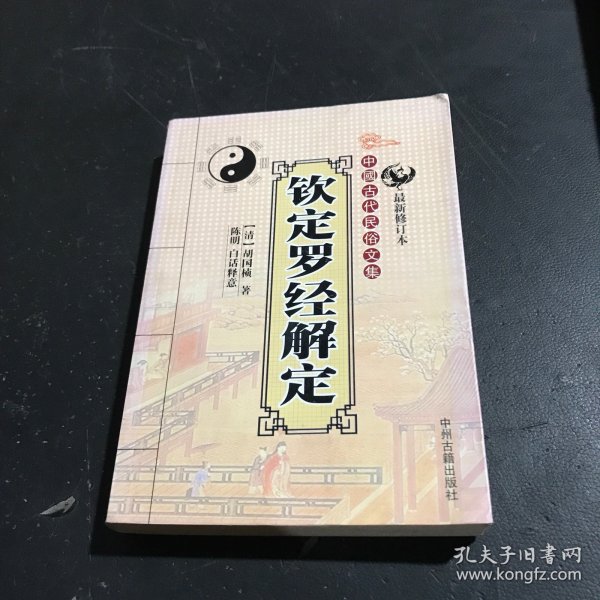 中國古代民俗文集
最新修订本
钦定罗经解定
【清】胡国桢 著
陈明 白话释意
中州古籍出版社
孔夫子旧书网
www.kongfz.com